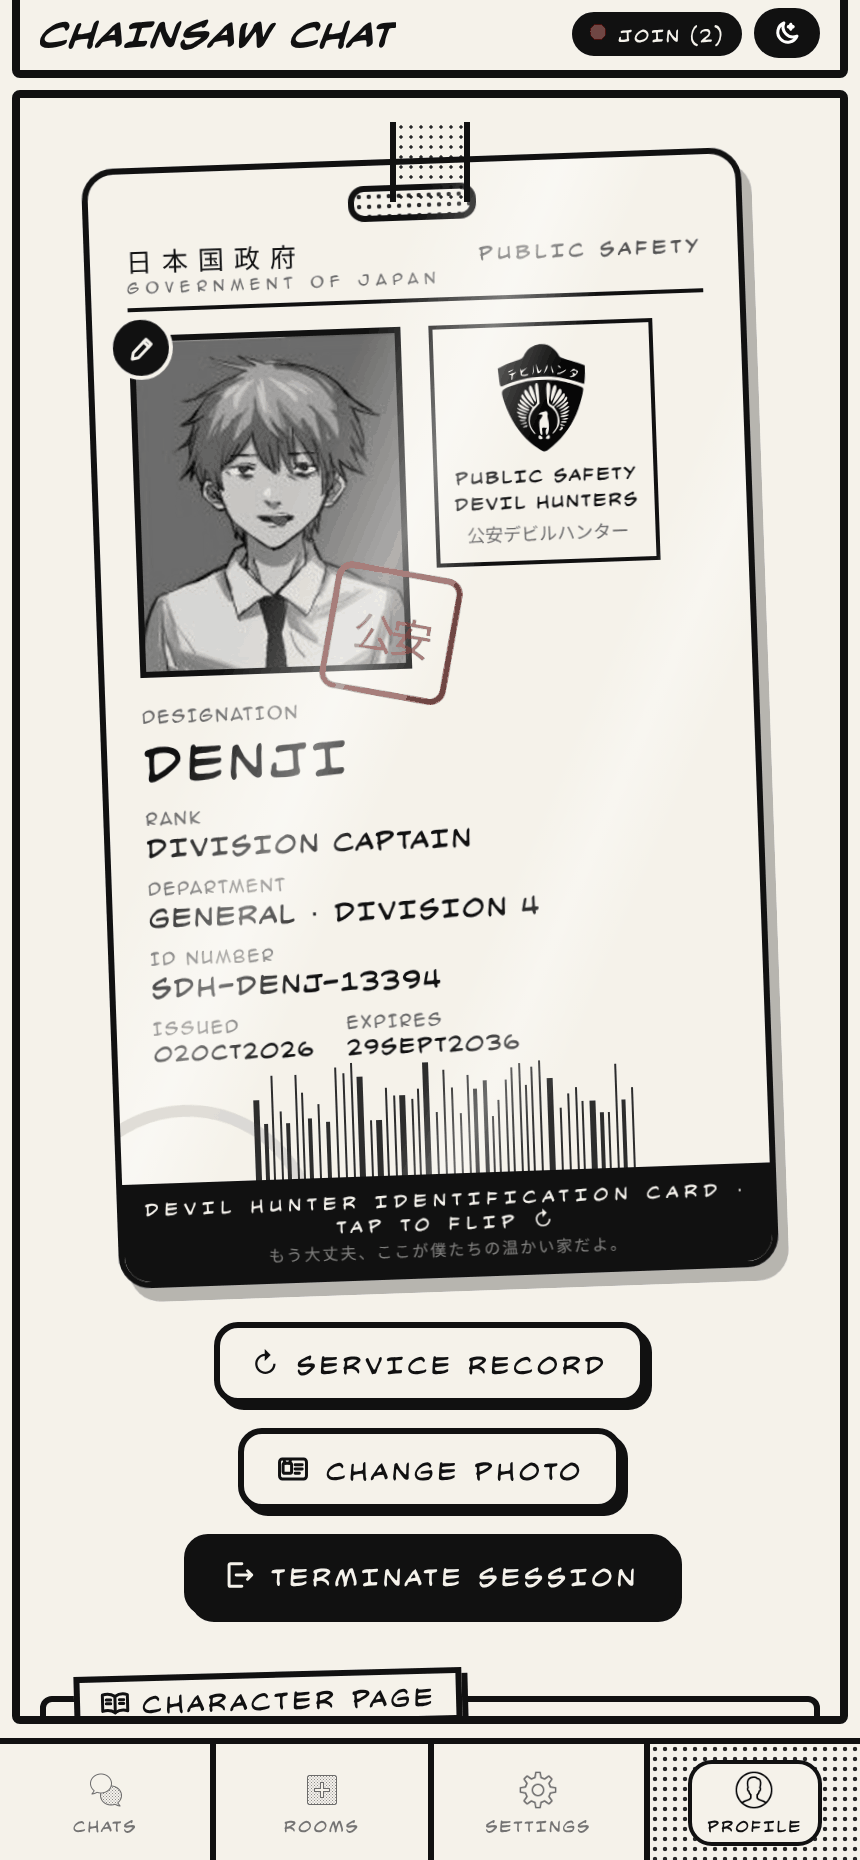 CHAINSAW CHAT
JOIN (2)
日本国政府
GOVERNMENT OF JAPAN
PUBLIC SAFETY
デビルハンタ
PUBLIC SAFETY
DEVIL HUNTERS
公安デビルハンター
公安
DESIGNATION
DENJI
RANK
DIVISION CAPTAIN
DEPARTMENT
GENERAL · DIVISION 4
ID NUMBER
SDH-DENJ-13394
ISSUED
02OCT2026
EXPIRES
29SEPT2036
DEVIL HUNTER IDENTIFICATION CARD ·
TAP TO FLIP ↻
もう大丈夫、ここが僕たちの温かい家だよ。
SERVICE RECORD
CHANGE PHOTO
TERMINATE SESSION
CHARACTER PAGE
CHATS
ROOMS
SETTINGS
PROFILE